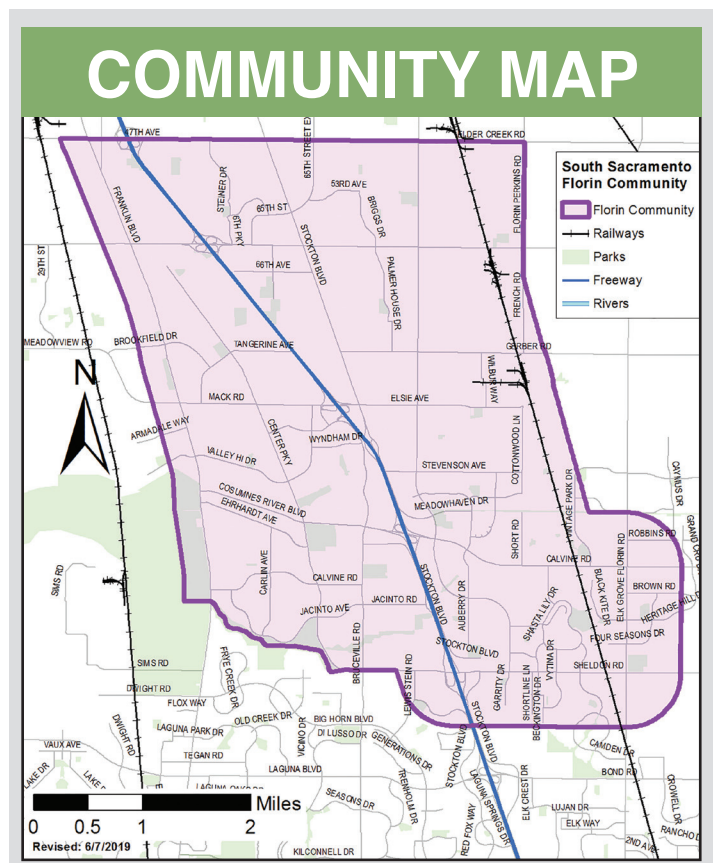 COMMUNITY MAP
47TH AVE
ELDER CREEK RD
South Sacramento
Florin Community
Florin Community
Railways
Parks
Freeway
Rivers
FRANKLIN BLVD
STEINER DR
65TH STREET EX
53RD AVE
BRIGGS DR
FLORIN PERKINS RD
65TH ST
6TH PKY
STOCKTON BLVD
29TH ST
66TH AVE
PALMER HOUSE DR
FRENCH RD
MEADOWVIEW RD
BROOKFIELD DR
TANGERINE AVE
GERBER RD
WILBUR WAY
N
MACK RD
ELSIE AVE
ARMADALE WAY
CENTER PKY
WYNDHAM DR
COTTONWOOD LN
VALLEY HI DR
STEVENSON AVE
CAYMUS DR
COSUMNES RIVER BLVD
EHRHARDT AVE
MEADOWHAVEN DR
VANTAGE PARK DR
ROBBINS RD
SHORT RD
ELK GROVE FLORIN RD
CALVINE RD
SIMS RD
CARLIN AVE
CALVINE RD
STOCKTON BLVD
AUBERRY DR
BLACK KITE DR
BROWN RD
HERITAGE HILL
JACINTO AVE
JACINTO RD
SHASTA LILY DR
FOUR SEASONS DR
BRUCEVILLE RD
STOCKTON BLVD
VYTINA DR
SIMS RD
FRYE CREEK DR
LEWIS STEIN RD
GARRITY DR
SHORTLINE LN
BECKINGTON DR
SHELDON RD
DWIGHT RD
FLOX WAY
OLD CREEK DR
BIG HORN BLVD
STOCKTON BLVD
DWIGHT RD
LAGUNA PARK DR
VICINO DR
DI LUSSO DR
GENERATIONS DR
STOCKTON BLVD
CAMDEN DR
VAUX AVE
TEGAN RD
LAGUNA BLVD
BOND RD
LAKE DR
LAKE
TRENHOLM DR
LAGUNA SPRINGS DR
ELK CREST DR
CROWELL DR
SEASONS DR
LUJAN DR
Miles
RED FOX WAY
ELK WAY
RANCHO D
0 0.5 1 2
2ND AVE
Revised: 6/7/2019
KILCONNELL DR